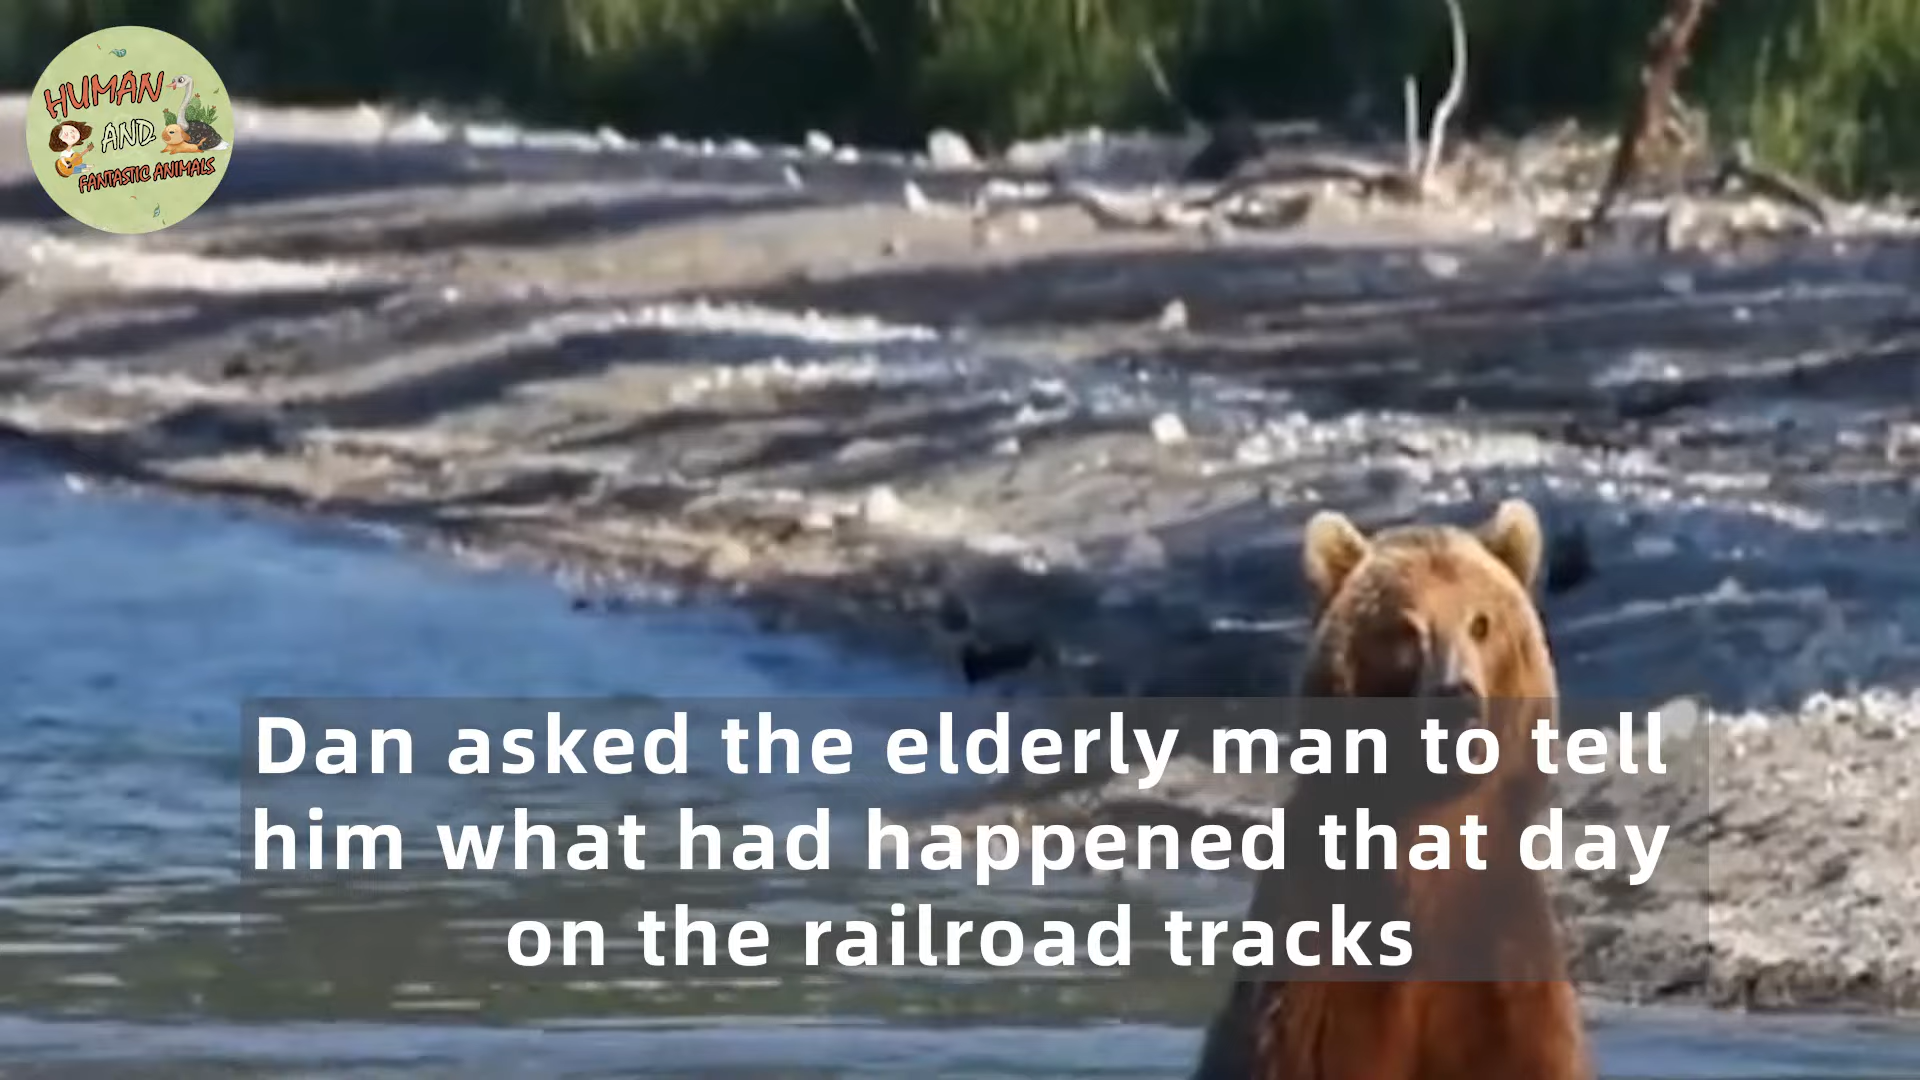 HUMAN
AND
FANTASTIC ANIMALS
Dan asked the elderly man to tell
him what had happened that day
on the railroad tracks